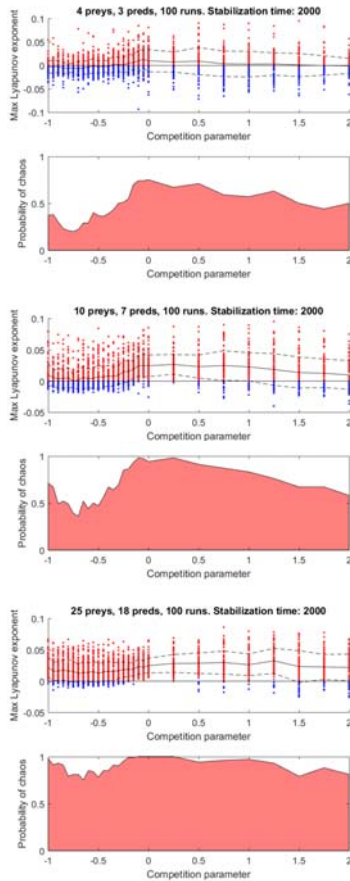 4 preys, 3 preds, 100 runs. Stabilization time: 2000
Max Lyapunov exponent
0.1
0.05
0
-0.05
-0.1
-1 -0.5 0 0.5 1 1.5 2
Competition parameter
Probability of chaos
1
0.5
0
-1 -0.5 0 0.5 1 1.5 2
Competition parameter
10 preys, 7 preds, 100 runs. Stabilization time: 2000
Max Lyapunov exponent
0.1
0.05
0
-0.05
-1 -0.5 0 0.5 1 1.5 2
Competition parameter
Probability of chaos
1
0.5
0
-1 -0.5 0 0.5 1 1.5 2
Competition parameter
25 preys, 18 preds, 100 runs. Stabilization time: 2000
Max Lyapunov exponent
0.1
0.05
0
-0.05
-1 -0.5 0 0.5 1 1.5 2
Competition parameter
Probability of chaos
1
0.5
0
-1 -0.5 0 0.5 1 1.5 2
Competition parameter